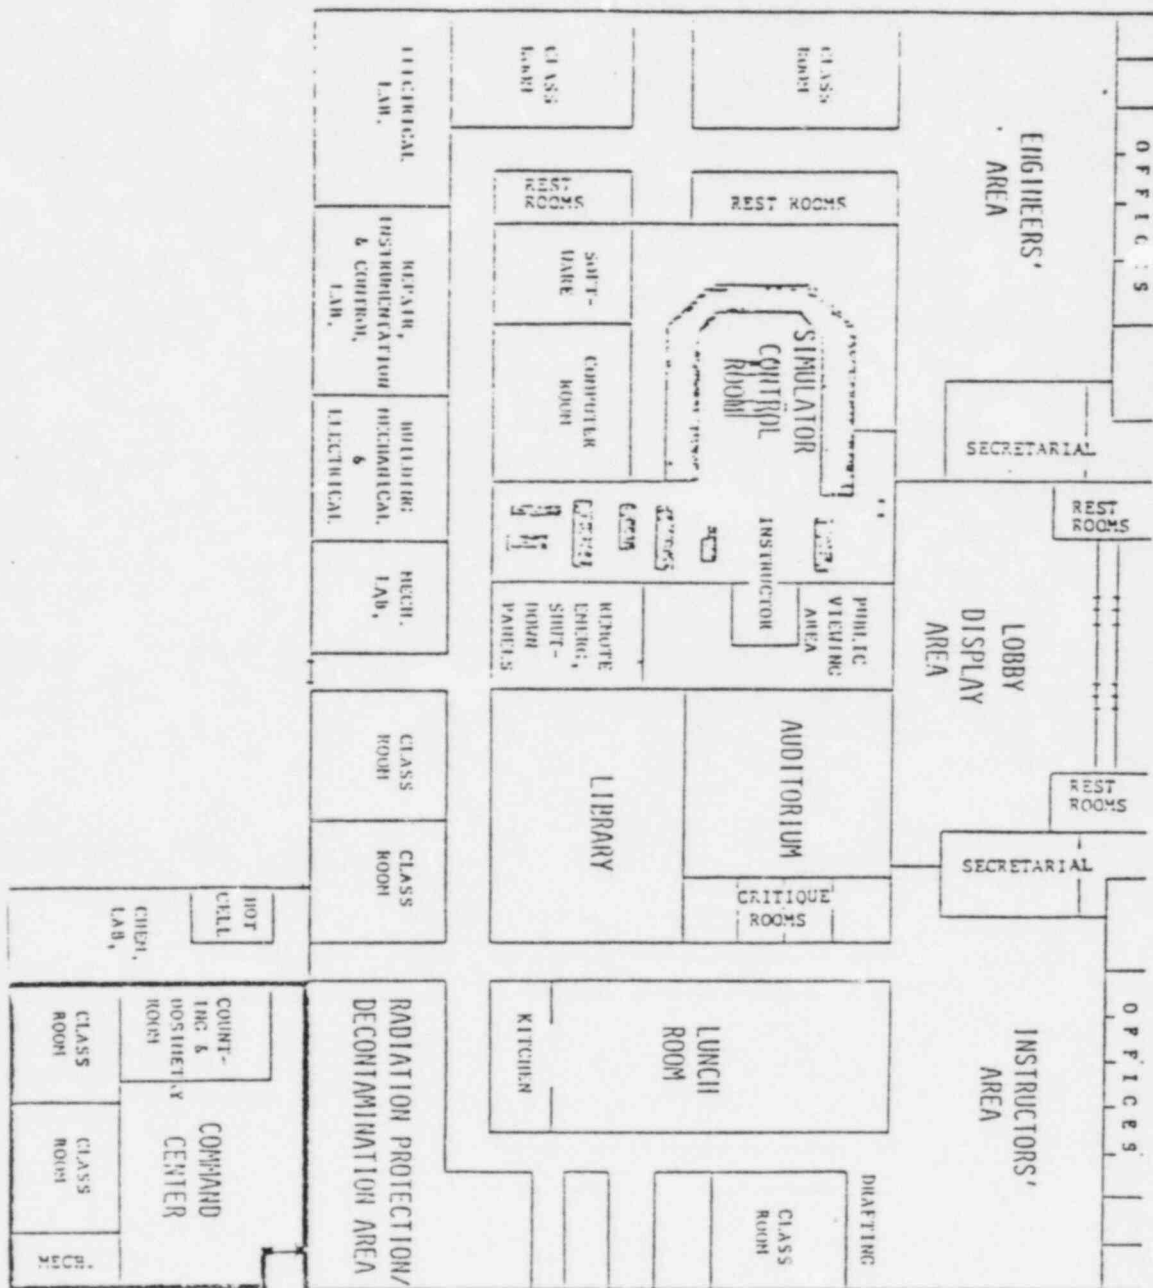 ELECTRICAL
LAB.
CLASS
ROOM
CLASS
ROOM
ENGINEERS'
AREA
OFFICES
REST
ROOMS
REST ROOMS
REPAIR,
INSTRUMENTATION
& CONTROL,
LAB.
SOFT-
WARE
SIMULATOR
CONTROL
ROOM
COMPUTER
ROOM
SECRETARIAL
BUILDING
MECHANICAL
&
ELECTRICAL
REST
ROOMS
INSTRUCTOR
MECH.
LAB.
REMOTE
EMERG.
SHUT-
DOWN
PANELS
PUBLIC
VIEWING
AREA
LOBBY
DISPLAY
AREA
CLASS
ROOM
LIBRARY
AUDITORIUM
REST
ROOMS
CLASS
ROOM
SECRETARIAL
CRITIQUE
ROOMS
HOT
CELL
CHEM.
LAB.
CLASS
ROOM
COUNT-
ING &
DOSIMETRY
ROOM
RADIATION PROTECTION/
DECONTAMINATION AREA
KITCHEN
LUNCH
ROOM
INSTRUCTORS'
AREA
OFFICES
CLASS
ROOM
COMMAND
CENTER
MECH.
CLASS
ROOM
DRAFTING